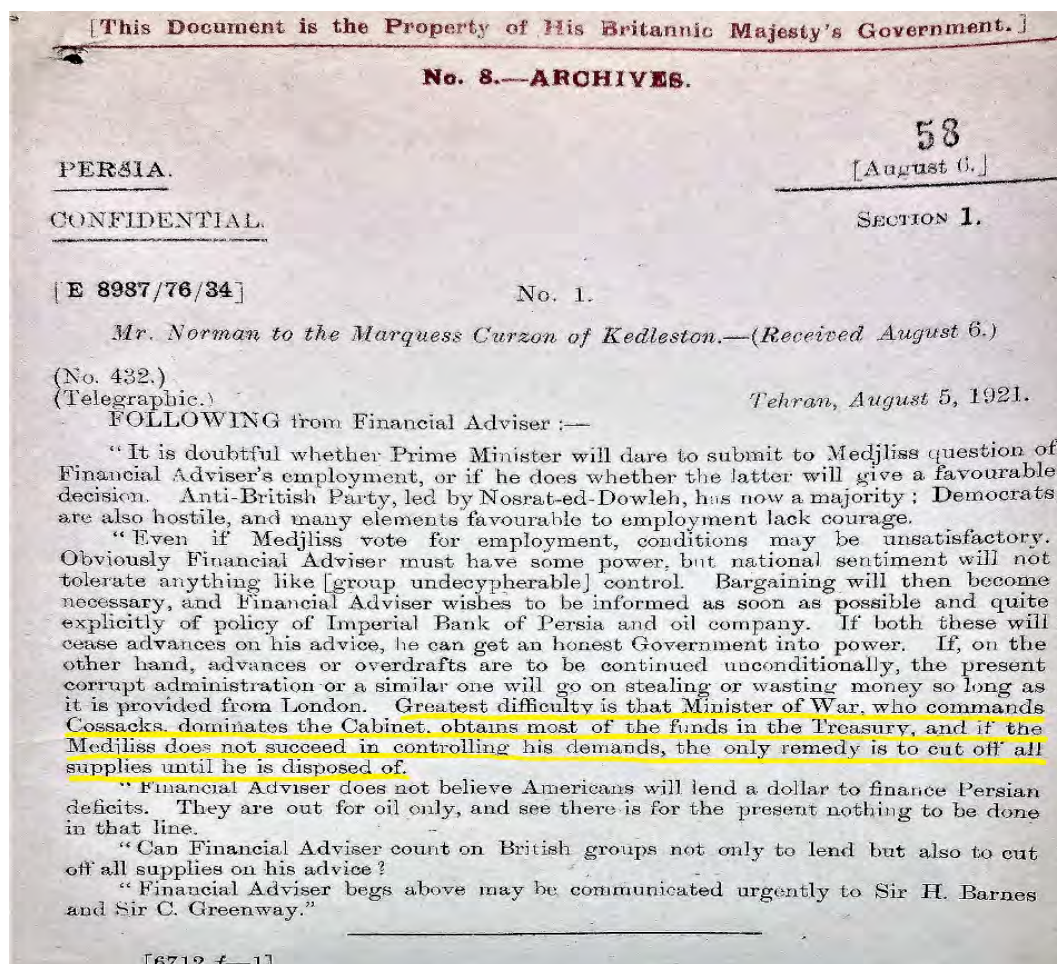 [This Document is the Property of His Britannic Majesty's Government.]
No. 8.—ARCHIVES.
58
PERSIA.
[August 6.]
CONFIDENTIAL.
SECTION 1.
[E 8987/76/34]
No. 1.
Mr. Norman to the Marquess Curzon of Kedleston.—(Received August 6.)
(No. 432.)
(Telegraphic.)
Tehran, August 5, 1921.
FOLLOWING from Financial Adviser :—
"It is doubtful whether Prime Minister will dare to submit to Medjliss question of
Financial Adviser's employment, or if he does whether the latter will give a favourable
decision. Anti-British Party, led by Nosrat-ed-Dowleh, has now a majority; Democrats
are also hostile, and many elements favourable to employment lack courage.
"Even if Medjliss vote for employment, conditions may be unsatisfactory.
Obviously Financial Adviser must have some power, but national sentiment will not
tolerate anything like [group undecypherable] control. Bargaining will then become
necessary, and Financial Adviser wishes to be informed as soon as possible and quite
explicitly of policy of Imperial Bank of Persia and oil company. If both these will
cease advances on his advice, he can get an honest Government into power. If, on the
other hand, advances or overdrafts are to be continued unconditionally, the present
corrupt administration or a similar one will go on stealing or wasting money so long as
it is provided from London. Greatest difficulty is that Minister of War, who commands
Cossacks, dominates the Cabinet, obtains most of the funds in the Treasury, and if the
Medjliss does not succeed in controlling his demands, the only remedy is to cut off all
supplies until he is disposed of.
"Financial Adviser does not believe Americans will lend a dollar to finance Persian
deficits. They are out for oil only, and see there is for the present nothing to be done
in that line.
"Can Financial Adviser count on British groups not only to lend but also to cut
off all supplies on his advice?
"Financial Adviser begs above may be communicated urgently to Sir H. Barnes
and Sir C. Greenway."
[6712 f—1]